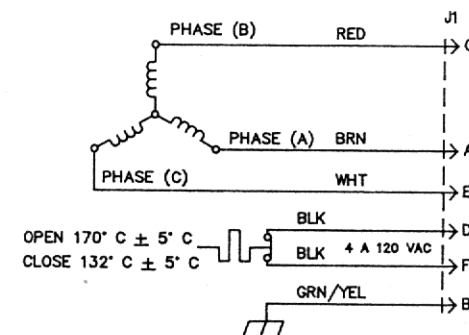 J1
PHASE (B) RED
PHASE (A) BRN A
PHASE (C) WHT E
BLK D
OPEN 170° C ± 5° C
4 A 120 VAC
CLOSE 132° C ± 5° C BLK F
GRN/YEL B